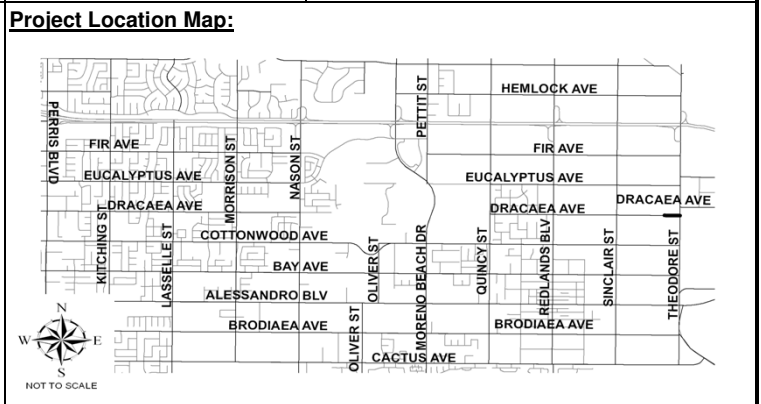 Project Location Map:
HEMLOCK AVE
PETTIT ST
PERRIS BLVD
FIR AVE
MORRISON ST
NASON ST
FIR AVE
EUCALYPTUS AVE
EUCALYPTUS AVE
DRACAEA AVE
DRACAEA AVE
DRACAEA AVE
KITCHING ST
LASSELLE ST
COTTONWOOD AVE
OLIVER ST
MORENO BEACH DR
QUINCY ST
REDLANDS BLV
SINCLAIR ST
THEODORE ST
BAY AVE
ALESSANDRO BLV
BRODIAEA AVE
OLIVER ST
BRODIAEA AVE
CACTUS AVE
N
W E
S
NOT TO SCALE